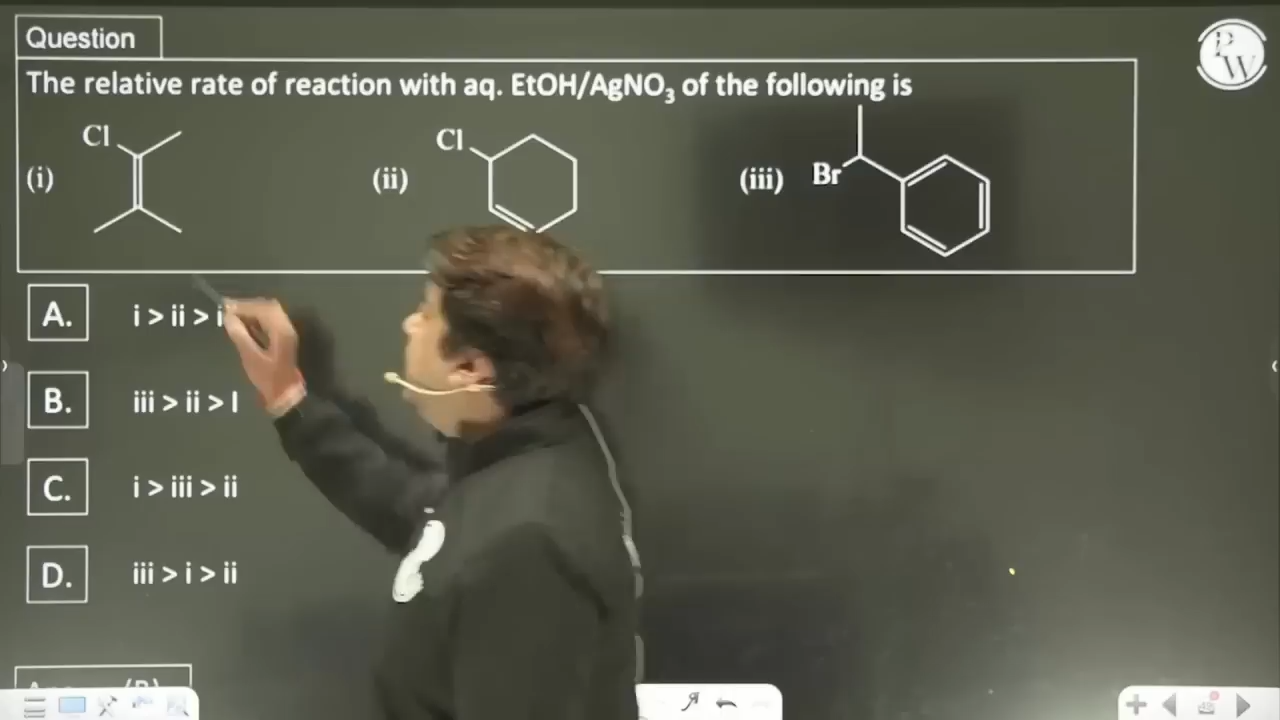 Question
PW
The relative rate of reaction with aq. EtOH/AgNO₃ of the following is
Cl
Cl
(i)
(ii)
(iii)
Br
A.
i > ii > i
B.
iii > ii > I
C.
i > iii > ii
D.
iii > i > ii